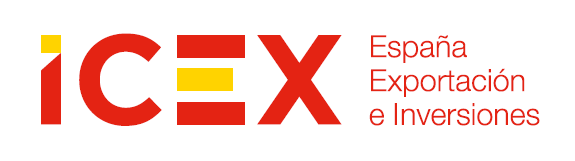 iCEX
España
Exportación
e Inversiones